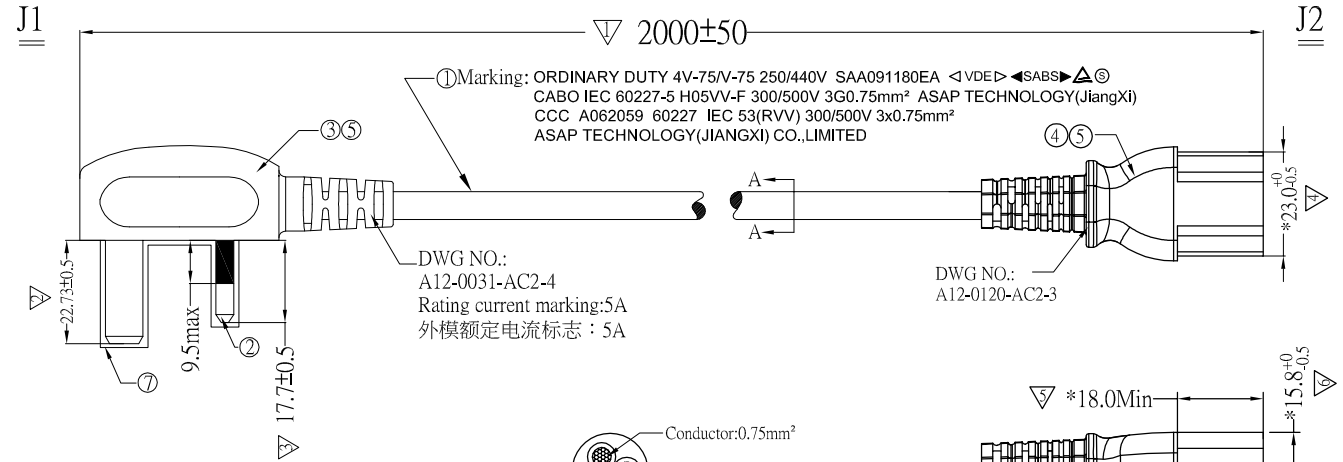 J1
J2
1 2000±50
①Marking: ORDINARY DUTY 4V-75/V-75 250/440V SAA091180EA ◁VDE▷ ◀SABS▶ Ⓢ
CABO IEC 60227-5 H05VV-F 300/500V 3G0.75mm² ASAP TECHNOLOGY(JiangXi)
CCC A062059 60227 IEC 53(RVV) 300/500V 3x0.75mm²
ASAP TECHNOLOGY(JIANGXI) CO.,LIMITED
③⑤
④⑤
A
A
*23.0+0-0.5 4
DWG NO.:
A12-0031-AC2-4
Rating current marking:5A
外模额定电流标志：5A
DWG NO.:
A12-0120-AC2-3
2 22.73±0.5
9.5max
②
⑦
3 17.7±0.5
5 *18.0Min
*15.8+0-0.5 6
Conductor:0.75mm²